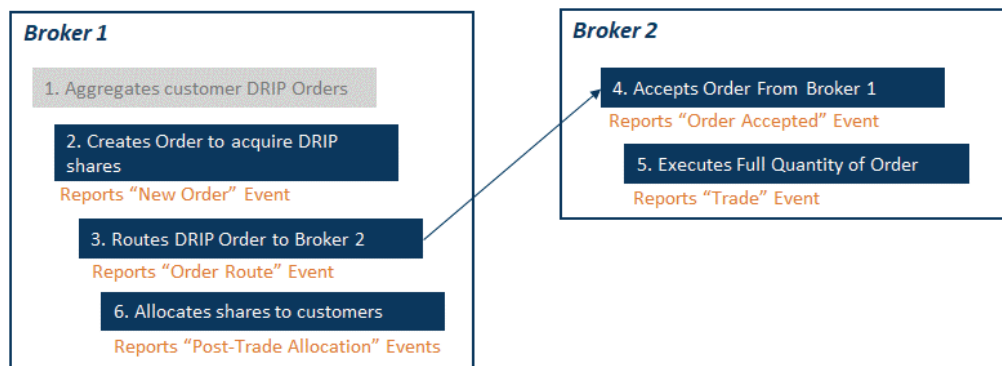 Broker 1
1. Aggregates customer DRIP Orders
2. Creates Order to acquire DRIP
shares
Reports “New Order” Event
3. Routes DRIP Order to Broker 2
Reports “Order Route” Event
6. Allocates shares to customers
Reports “Post-Trade Allocation” Events
Broker 2
4. Accepts Order From Broker 1
Reports “Order Accepted” Event
5. Executes Full Quantity of Order
Reports “Trade” Event